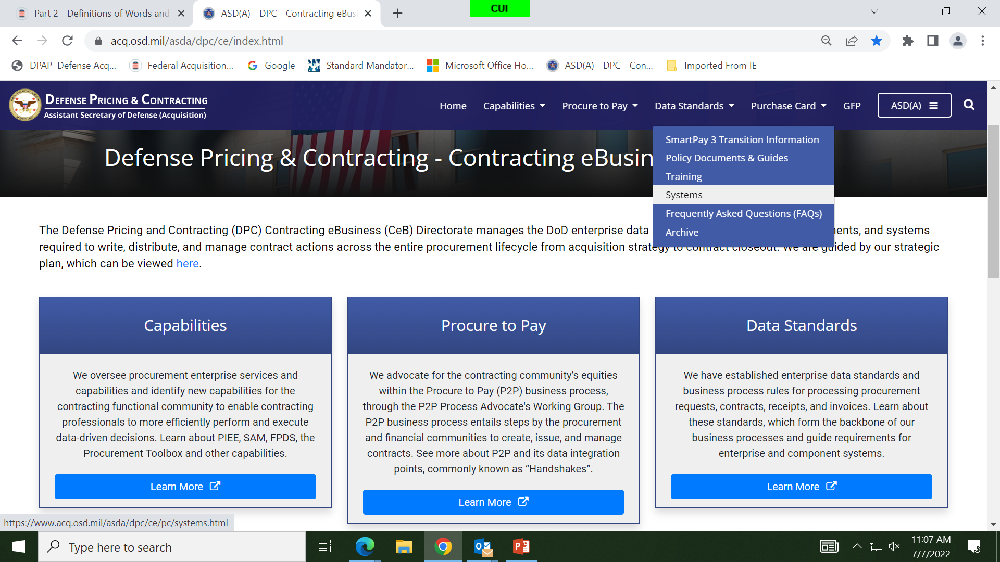 CUI
Part 2 - Definitions of Words and
ASD(A) - DPC - Contracting eBusi
acq.osd.mil/asda/dpc/ce/index.html
DPAP Defense Acq...
Federal Acquisition...
Google
Standard Mandator...
Microsoft Office Ho...
ASD(A) - DPC - Con...
Imported From IE
DEFENSE PRICING & CONTRACTING
Assistant Secretary of Defense (Acquisition)
Home
Capabilities
Procure to Pay
Data Standards
Purchase Card
GFP
ASD(A)
SmartPay 3 Transition Information
Policy Documents & Guides
Training
Systems
Frequently Asked Questions (FAQs)
Archive
Defense Pricing & Contracting - Contracting eBusin
The Defense Pricing and Contracting (DPC) Contracting eBusiness (CeB) Directorate manages the DoD enterprise data ents, and systems
required to write, distribute, and manage contract actions across the entire procurement lifecycle from acquisition strategy to contract closeout. We are guided by our strategic
plan, which can be viewed here.
Capabilities
We oversee procurement enterprise services and
capabilities and identify new capabilities for the
contracting functional community to enable contracting
professionals to more efficiently perform and execute
data-driven decisions. Learn about PIEE, SAM, FPDS, the
Procurement Toolbox and other capabilities.
Learn More
Procure to Pay
We advocate for the contracting community’s equities
within the Procure to Pay (P2P) business process,
through the P2P Process Advocate's Working Group. The
P2P business process entails steps by the procurement
and financial communities to create, issue, and manage
contracts. See more about P2P and its data integration
points, commonly known as “Handshakes”.
Learn More
Data Standards
We have established enterprise data standards and
business process rules for processing procurement
requests, contracts, receipts, and invoices. Learn about
these standards, which form the backbone of our
business processes and guide requirements for
enterprise and component systems.
Learn More
https://www.acq.osd.mil/asda/dpc/ce/pc/systems.html
Type here to search
11:07 AM
7/7/2022